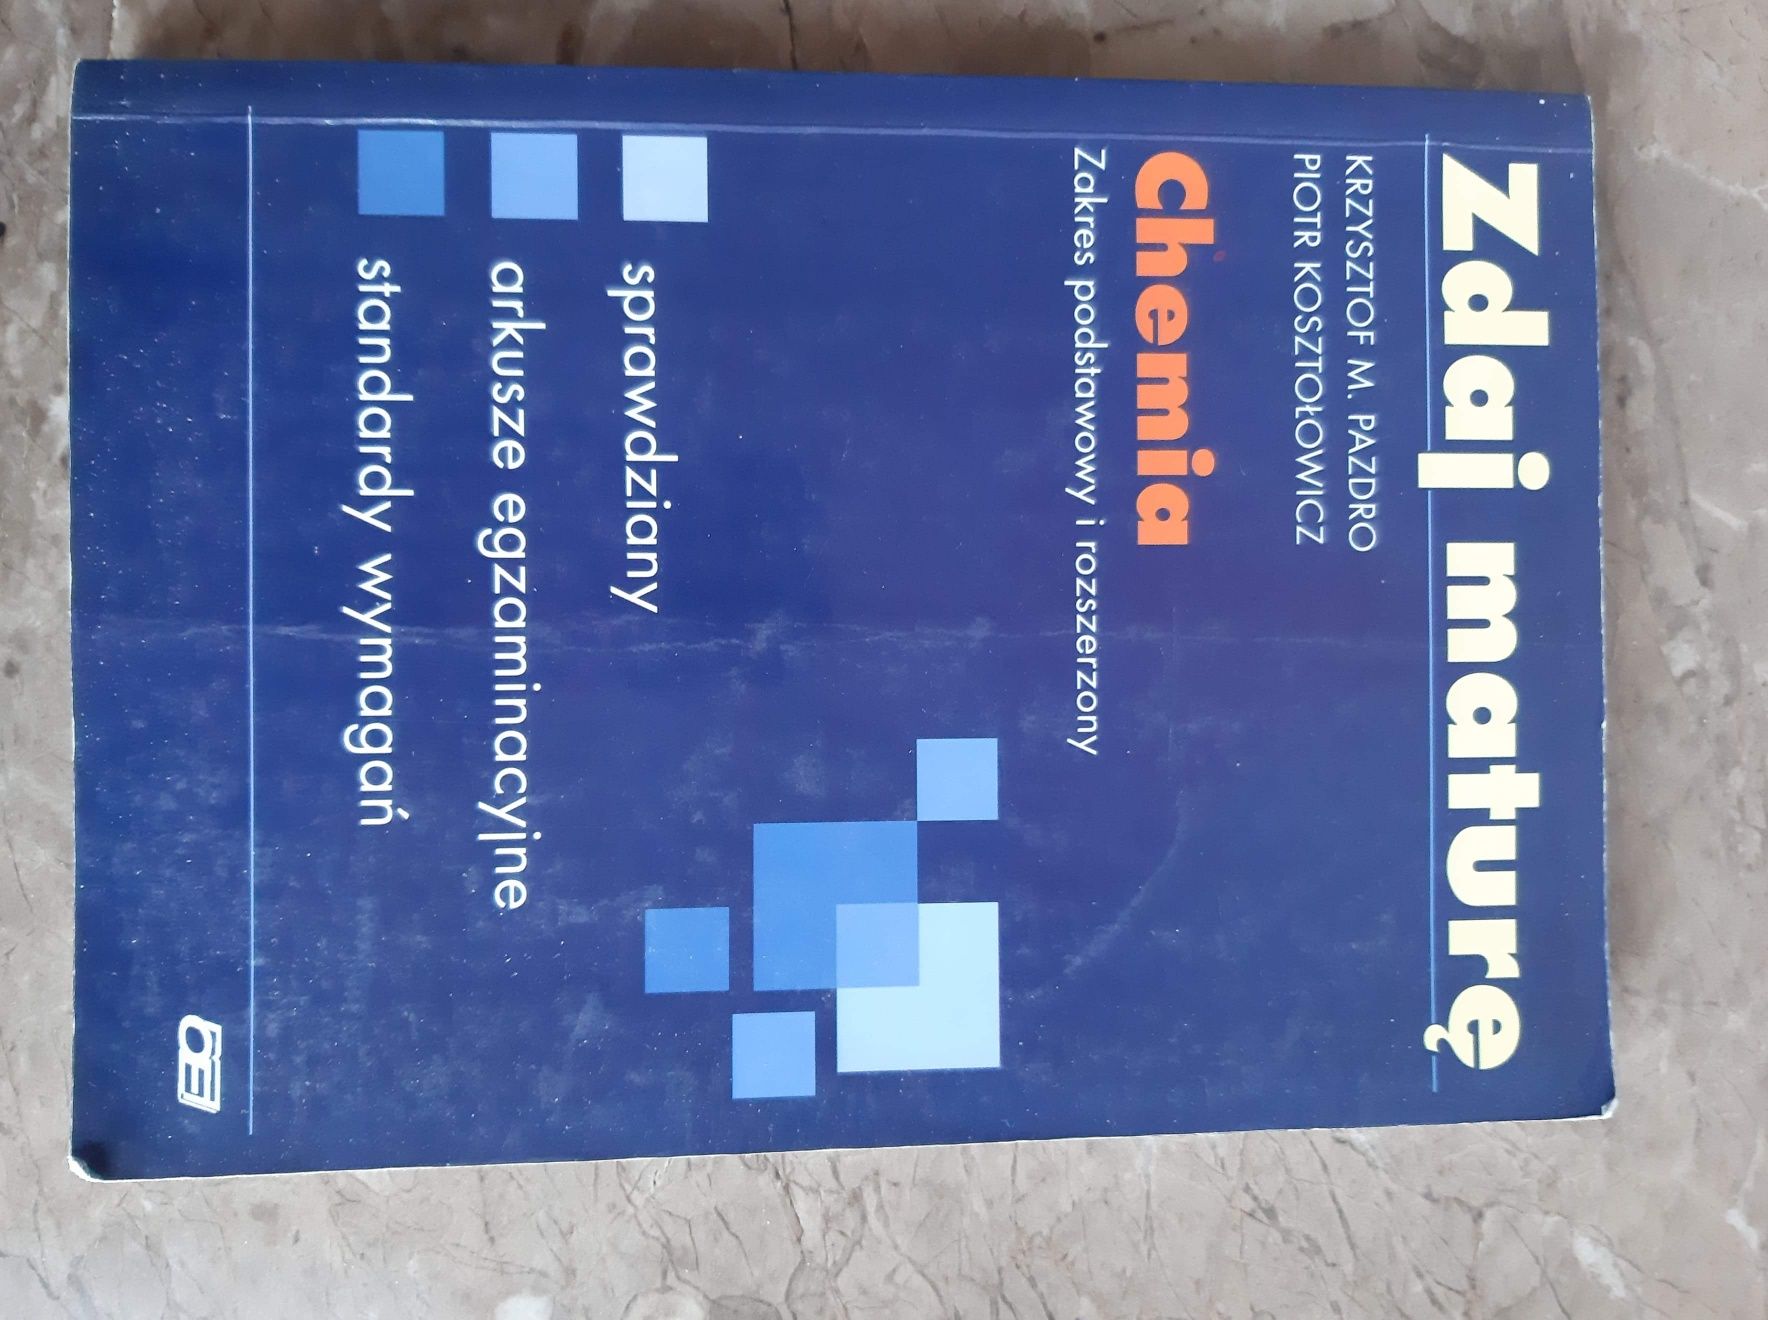 Zdaj maturę
KRZYSZTOF M. PAZDRO
PIOTR KOSZTOŁOWICZ
Chemia
Zakres podstawowy i rozszerzony
sprawdziany
arkusze egzaminacyjne
standardy wymagań